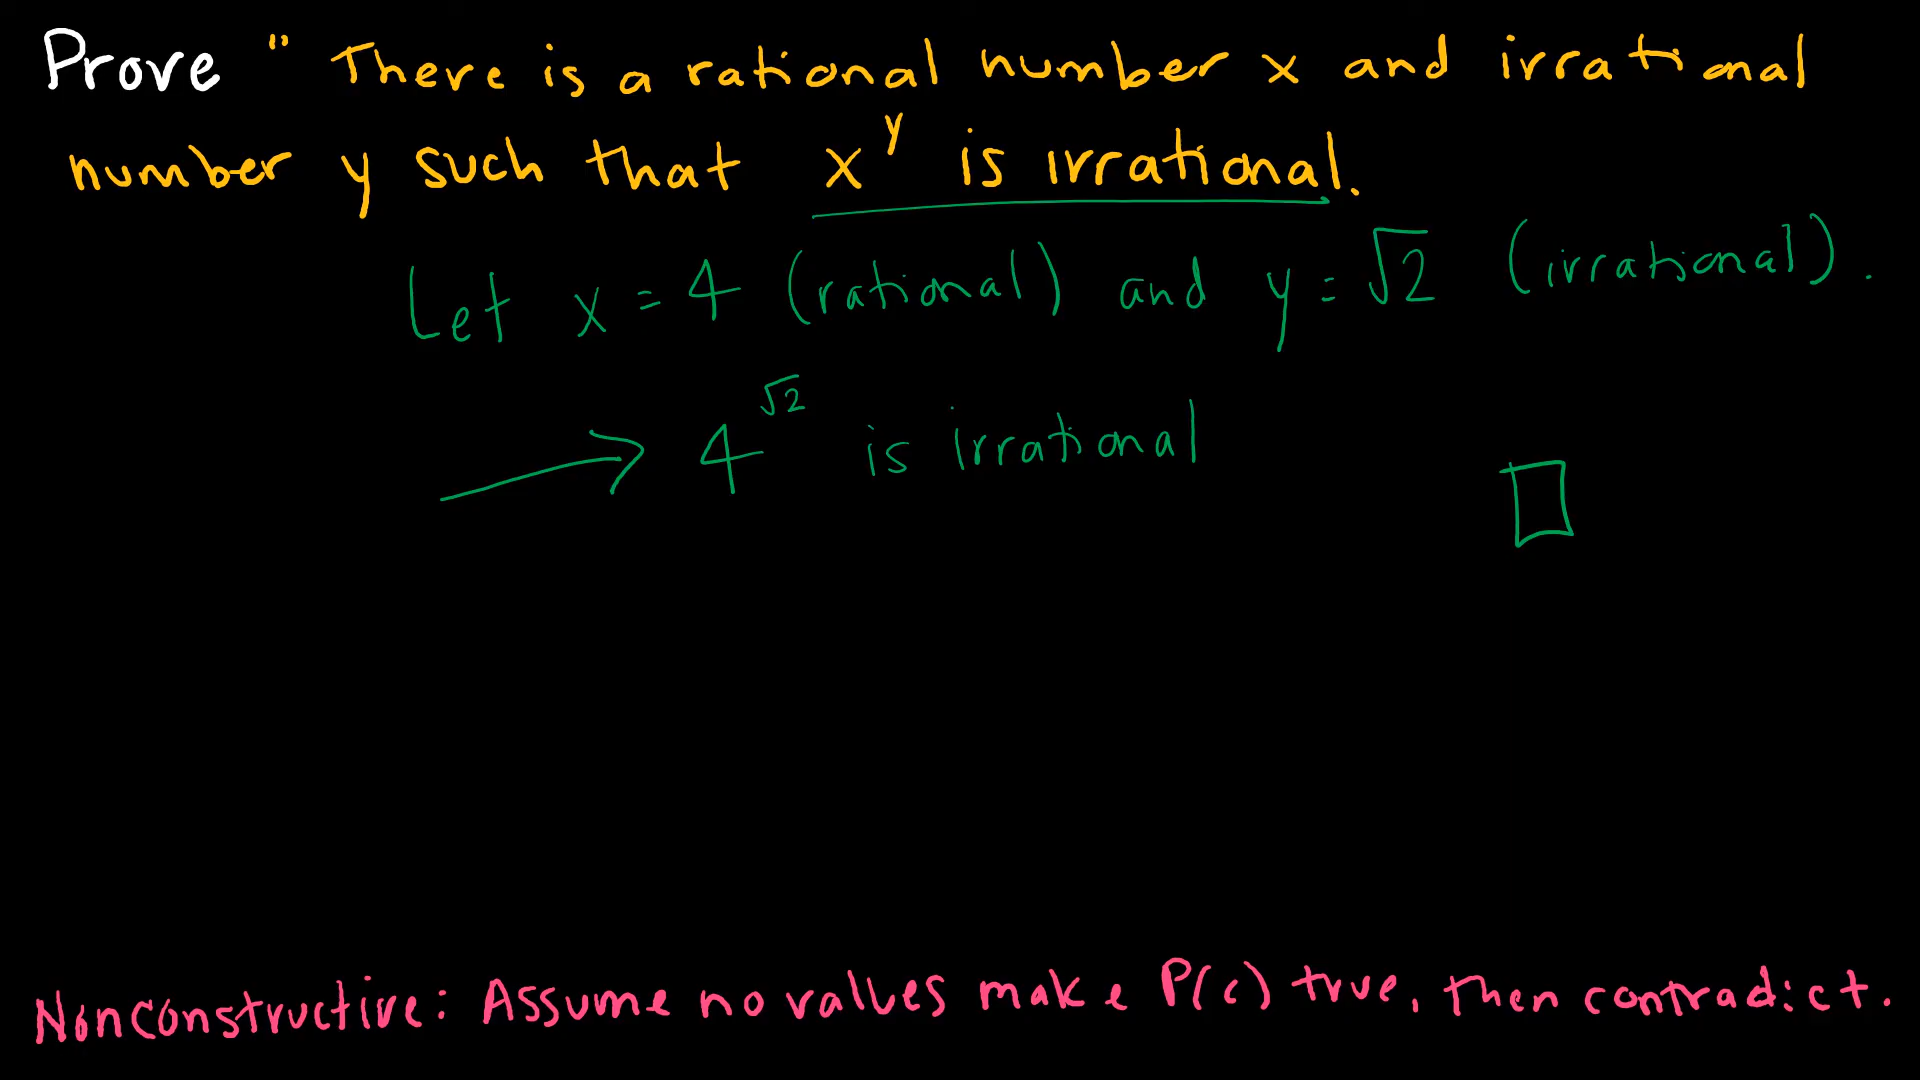 Prove " There is a rational number x and irrational
number y such that x^y is irrational.
Let x = 4 (rational) and y = √2 (irrational).
→ 4^√2 is irrational □
Nonconstructive: Assume no values make P(c) true, then contradict.